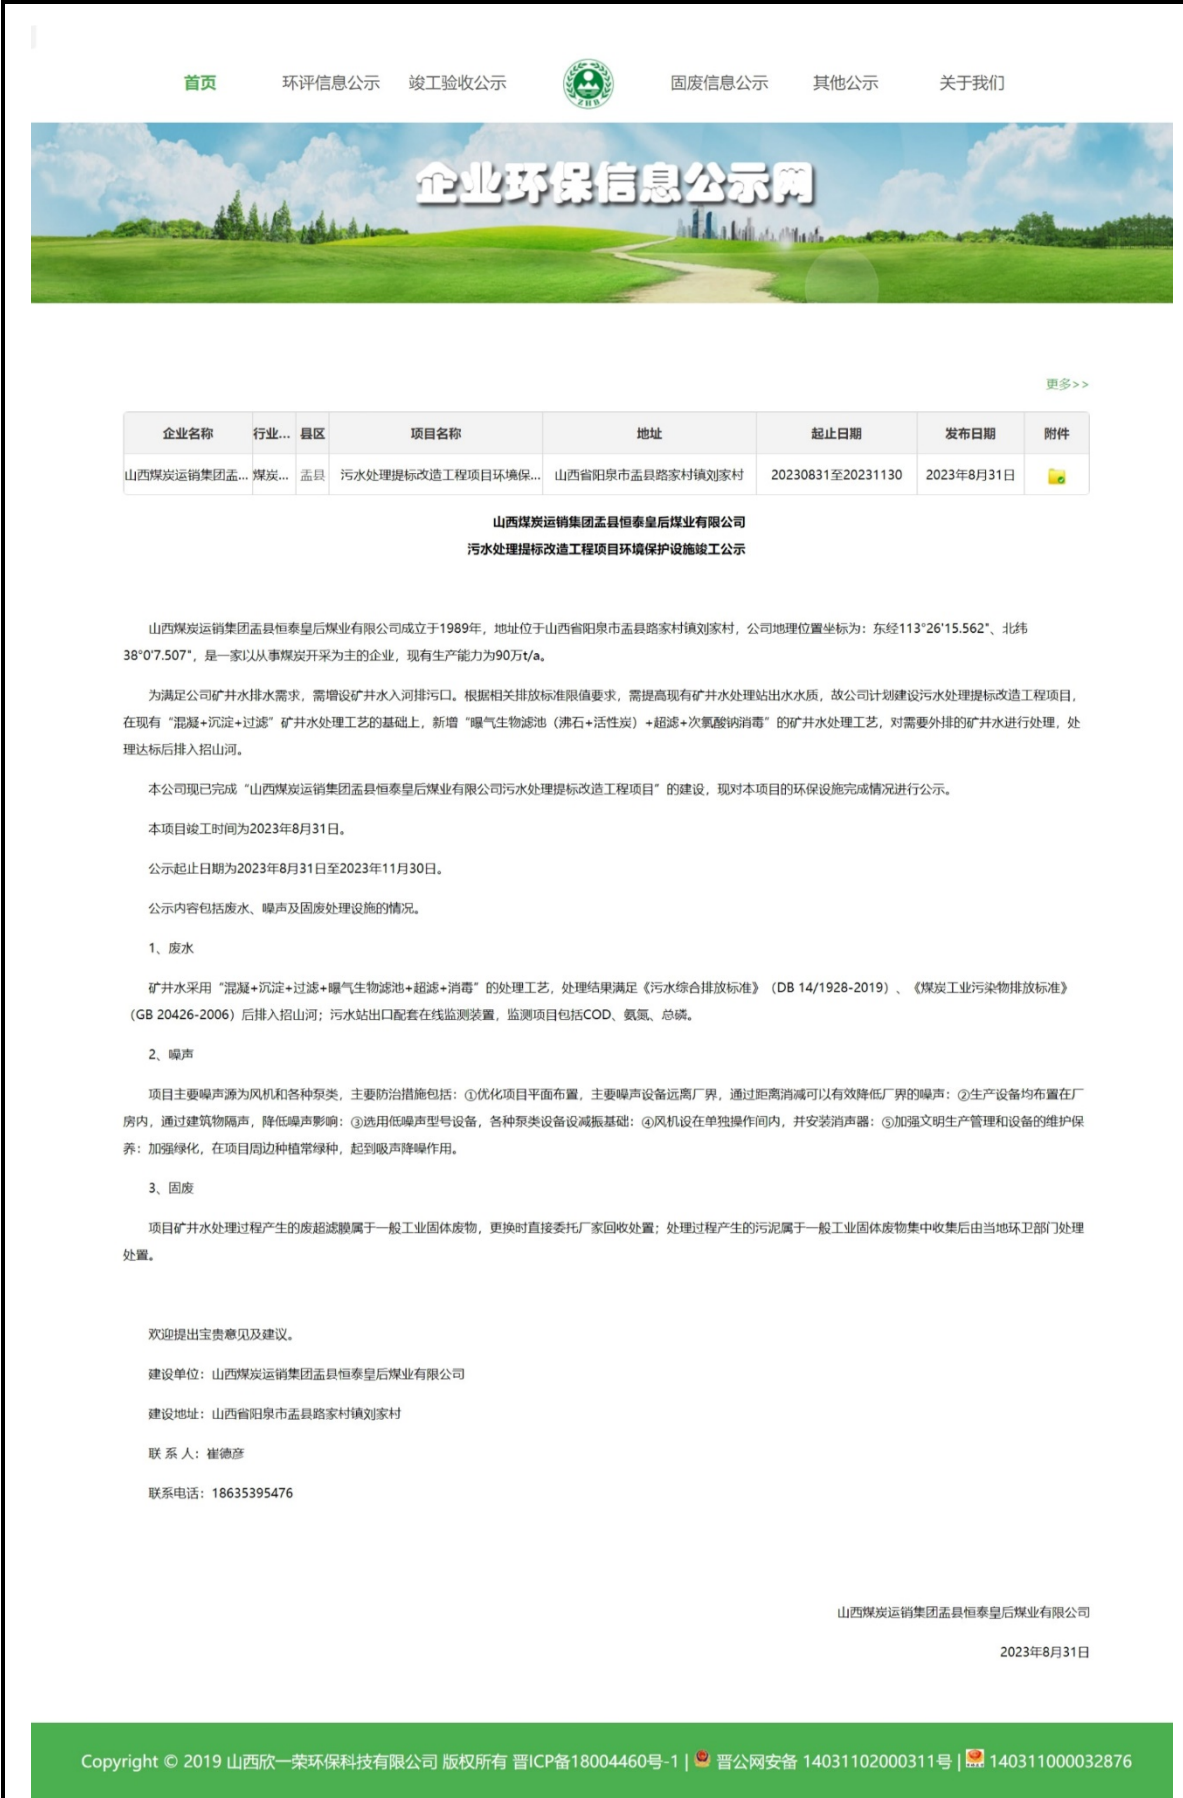 首页 环评信息公示 竣工验收公示 ZHB 固废信息公示 其他公示 关于我们
企业环保信息公示网
更多>>
企业名称 行业... 县区 项目名称 地址 起止日期 发布日期 附件
山西煤炭运销集团盂... 煤炭... 盂县 污水处理提标改造工程项目环境保... 山西省阳泉市盂县路家村镇刘家村 20230831至20231130 2023年8月31日
山西煤炭运销集团盂县恒泰皇后煤业有限公司
污水处理提标改造工程项目环境保护设施竣工公示
山西煤炭运销集团盂县恒泰皇后煤业有限公司成立于1989年，地址位于山西省阳泉市盂县路家村镇刘家村，公司地理位置坐标为：东经113°26'15.562"、北纬
38°0'7.507"，是一家以从事煤炭开采为主的企业，现有生产能力为90万t/a。
为满足公司矿井水排水需求，需增设矿井水入河排污口。根据相关排放标准限值要求，需提高现有矿井水处理站出水水质，故公司计划建设污水处理提标改造工程项目，
在现有“混凝+沉淀+过滤”矿井水处理工艺的基础上，新增“曝气生物滤池（沸石+活性炭）+超滤+次氯酸钠消毒”的矿井水处理工艺，对需要外排的矿井水进行处理，处
理达标后排入招山河。
本公司现已完成“山西煤炭运销集团盂县恒泰皇后煤业有限公司污水处理提标改造工程项目”的建设，现对本项目的环保设施完成情况进行公示。
本项目竣工时间为2023年8月31日。
公示起止日期为2023年8月31日至2023年11月30日。
公示内容包括废水、噪声及固废处理设施的情况。
1、废水
矿井水采用“混凝+沉淀+过滤+曝气生物滤池+超滤+消毒”的处理工艺，处理结果满足《污水综合排放标准》（DB 14/1928-2019）、《煤炭工业污染物排放标准》
（GB 20426-2006）后排入招山河；污水站出口配套在线监测装置，监测项目包括COD、氨氮、总磷。
2、噪声
项目主要噪声源为风机和各种泵类，主要防治措施包括：①优化项目平面布置，主要噪声设备远离厂界，通过距离消减可以有效降低厂界的噪声：②生产设备均布置在厂
房内，通过建筑物隔声，降低噪声影响：③选用低噪声型号设备，各种泵类设备设减振基础：④风机设在单独操作间内，并安装消声器：⑤加强文明生产管理和设备的维护保
养：加强绿化，在项目周边种植常绿种，起到吸声降噪作用。
3、固废
项目矿井水处理过程产生的废超滤膜属于一般工业固体废物，更换时直接委托厂家回收处置；处理过程产生的污泥属于一般工业固体废物集中收集后由当地环卫部门处理
处置。
欢迎提出宝贵意见及建议。
建设单位：山西煤炭运销集团盂县恒泰皇后煤业有限公司
建设地址：山西省阳泉市盂县路家村镇刘家村
联 系 人：崔德彦
联系电话：18635395476
山西煤炭运销集团盂县恒泰皇后煤业有限公司
2023年8月31日
Copyright © 2019 山西欣一荣环保科技有限公司 版权所有 晋ICP备18004460号-1 | 晋公网安备 14031102000311号 | 140311000032876